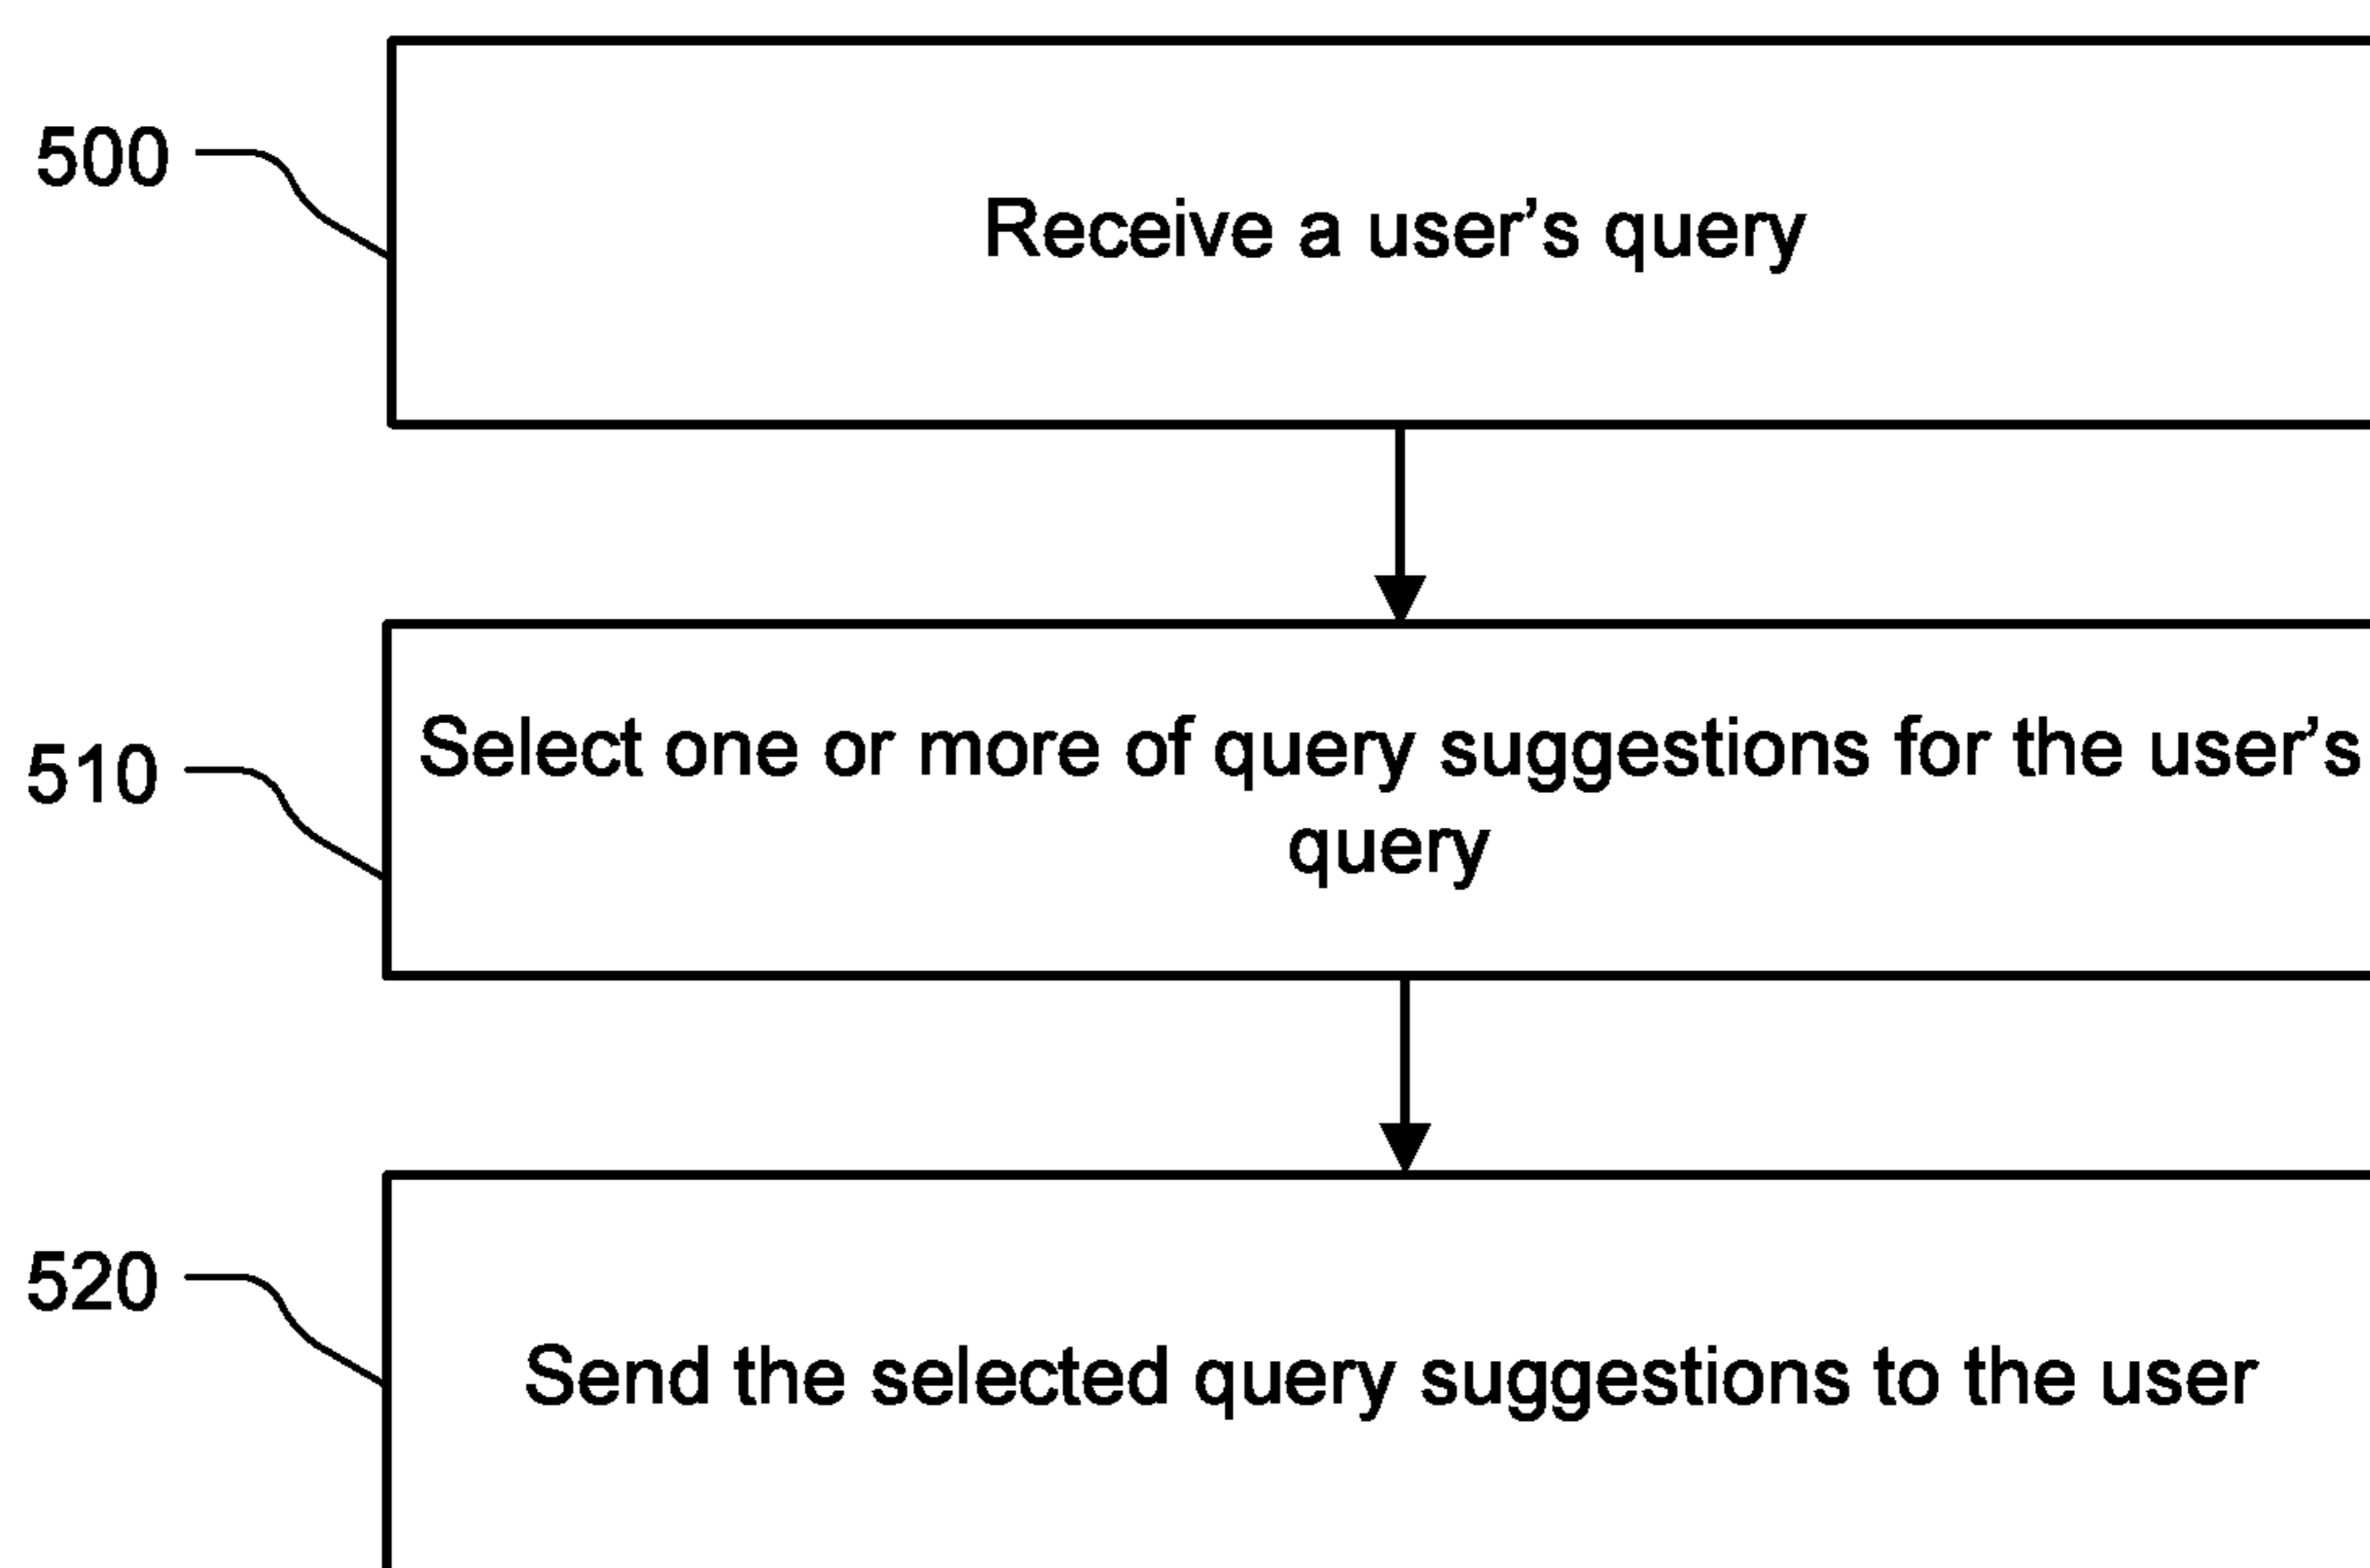 500
Receive a user’s query
510
Select one or more of query suggestions for the user’s
query
520
Send the selected query suggestions to the user